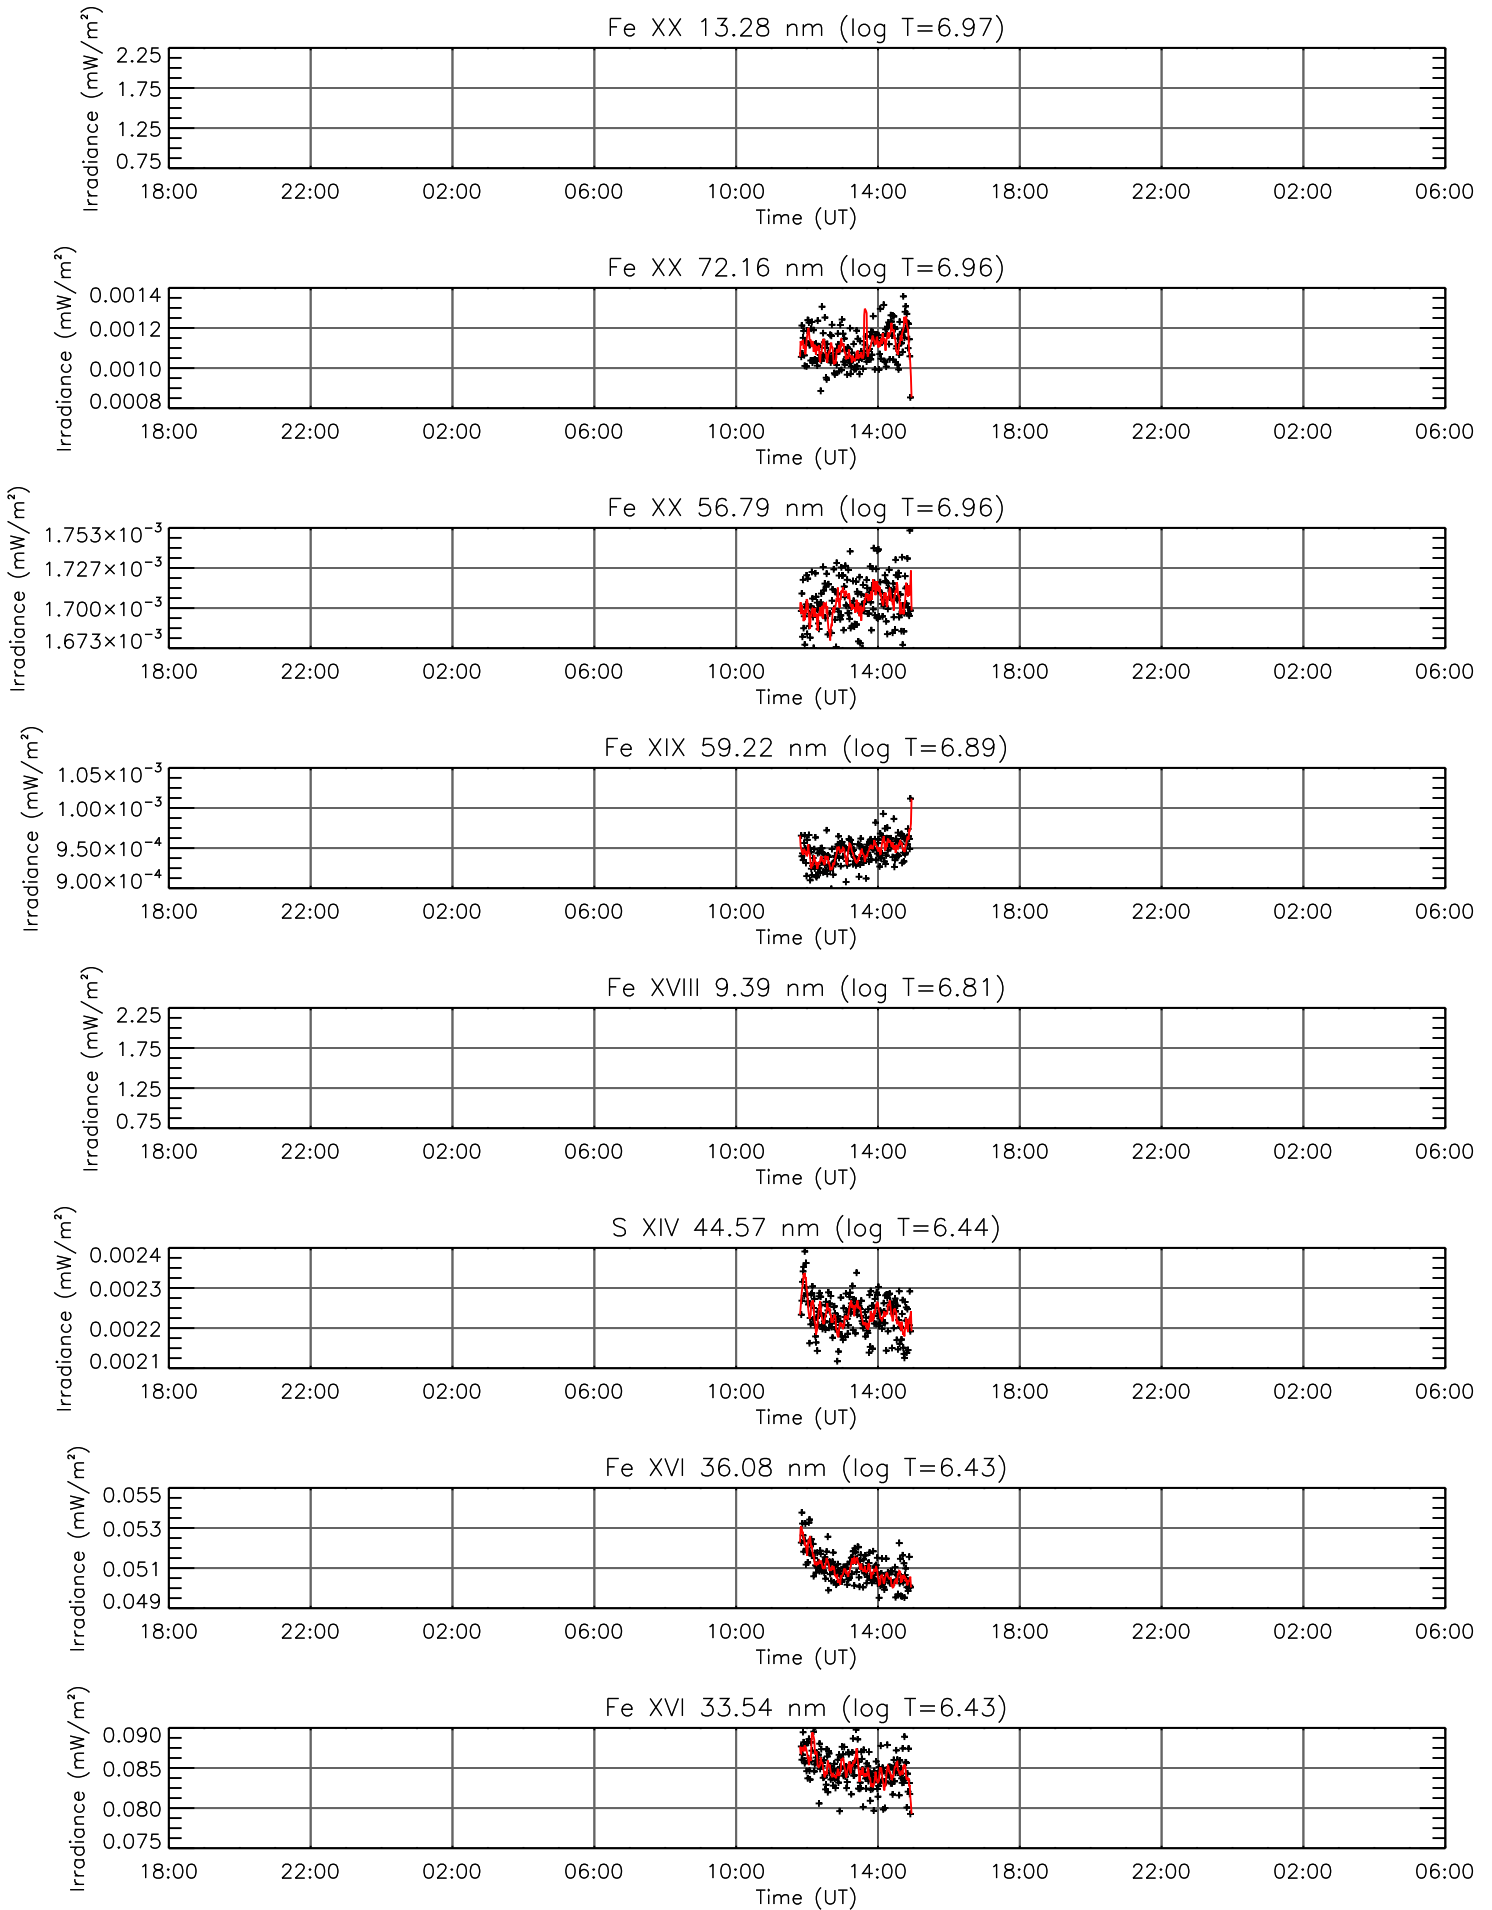 Fe XX 13.28 nm (log T=6.97)
Irradiance (mW/m²)
2.25
1.75
1.25
0.75
18:00 22:00 02:00 06:00 10:00 14:00 18:00 22:00 02:00 06:00
Time (UT)
Fe XX 72.16 nm (log T=6.96)
Irradiance (mW/m²)
0.0014
0.0012
0.0010
0.0008
18:00 22:00 02:00 06:00 10:00 14:00 18:00 22:00 02:00 06:00
Time (UT)
Fe XX 56.79 nm (log T=6.96)
Irradiance (mW/m²)
1.753×10⁻³
1.727×10⁻³
1.700×10⁻³
1.673×10⁻³
18:00 22:00 02:00 06:00 10:00 14:00 18:00 22:00 02:00 06:00
Time (UT)
Fe XIX 59.22 nm (log T=6.89)
Irradiance (mW/m²)
1.05×10⁻³
1.00×10⁻³
9.50×10⁻⁴
9.00×10⁻⁴
18:00 22:00 02:00 06:00 10:00 14:00 18:00 22:00 02:00 06:00
Time (UT)
Fe XVIII 9.39 nm (log T=6.81)
Irradiance (mW/m²)
2.25
1.75
1.25
0.75
18:00 22:00 02:00 06:00 10:00 14:00 18:00 22:00 02:00 06:00
Time (UT)
S XIV 44.57 nm (log T=6.44)
Irradiance (mW/m²)
0.0024
0.0023
0.0022
0.0021
18:00 22:00 02:00 06:00 10:00 14:00 18:00 22:00 02:00 06:00
Time (UT)
Fe XVI 36.08 nm (log T=6.43)
Irradiance (mW/m²)
0.055
0.053
0.051
0.049
18:00 22:00 02:00 06:00 10:00 14:00 18:00 22:00 02:00 06:00
Time (UT)
Fe XVI 33.54 nm (log T=6.43)
Irradiance (mW/m²)
0.090
0.085
0.080
0.075
18:00 22:00 02:00 06:00 10:00 14:00 18:00 22:00 02:00 06:00
Time (UT)